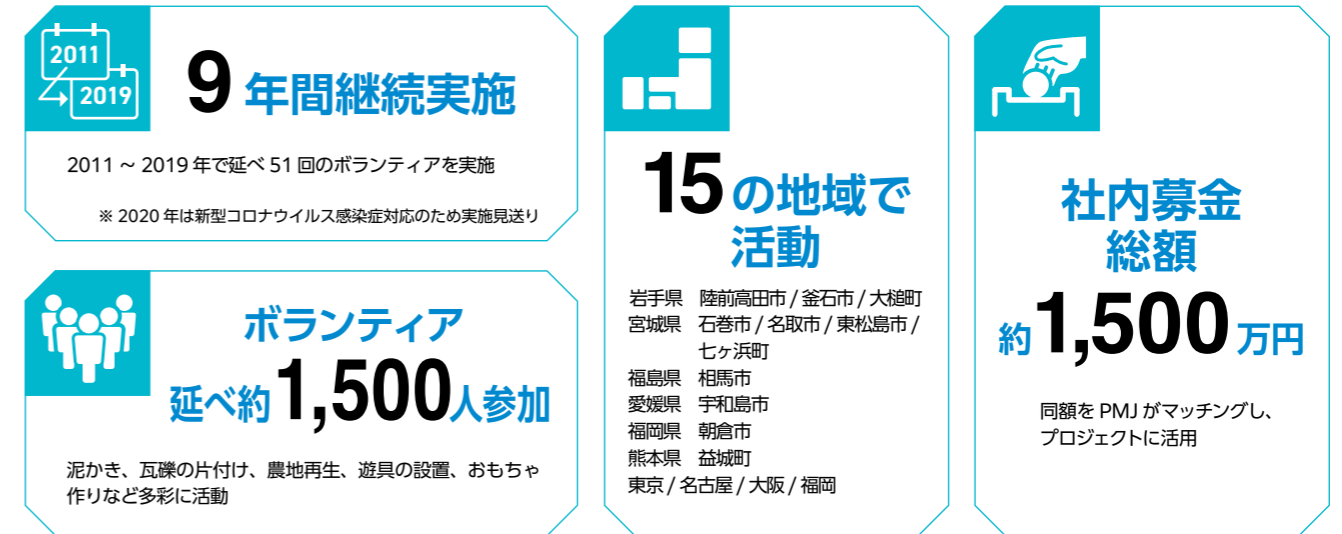 2011
2019
9年間継続実施
2011 ～ 2019 年で延べ 51 回のボランティアを実施
※ 2020 年は新型コロナウイルス感染症対応のため実施見送り
ボランティア
延べ約1,500人参加
泥かき、瓦礫の片付け、農地再生、遊具の設置、おもちゃ
作りなど多彩に活動
15の地域で
活動
岩手県 陸前高田市 / 釜石市 / 大槌町
宮城県 石巻市 / 名取市 / 東松島市 /
七ヶ浜町
福島県 相馬市
愛媛県 宇和島市
福岡県 朝倉市
熊本県 益城町
東京 / 名古屋 / 大阪 / 福岡
社内募金
総額
約1,500万円
同額を PMJ がマッチングし、
プロジェクトに活用